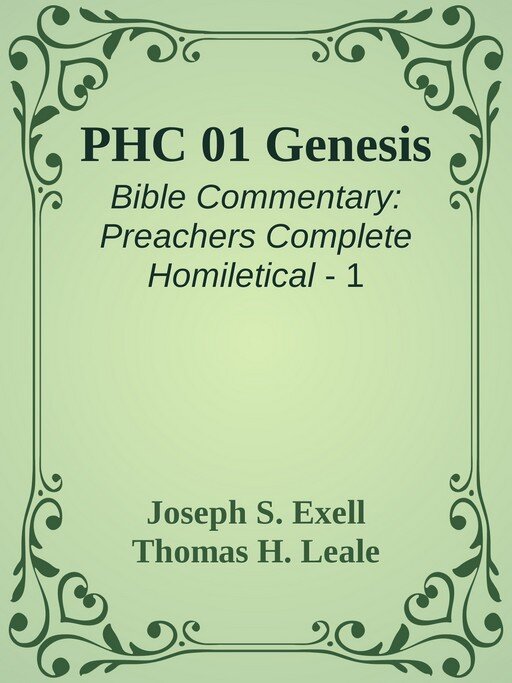 PHC 01 Genesis
Bible Commentary:
Preachers Complete
Homiletical - 1
Joseph S. Exell
Thomas H. Leale